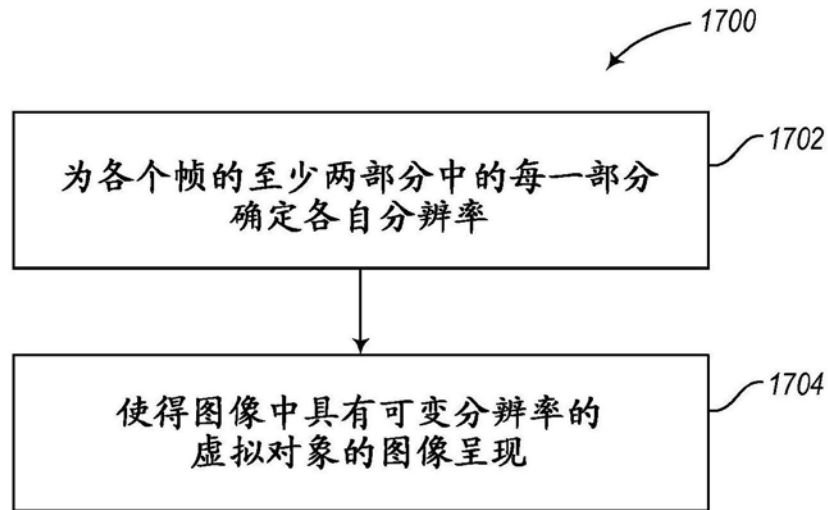 1700
1702
为各个帧的至少两部分中的每一部分
确定各自分辨率
1704
使得图像中具有可变分辨率的
虚拟对象的图像呈现